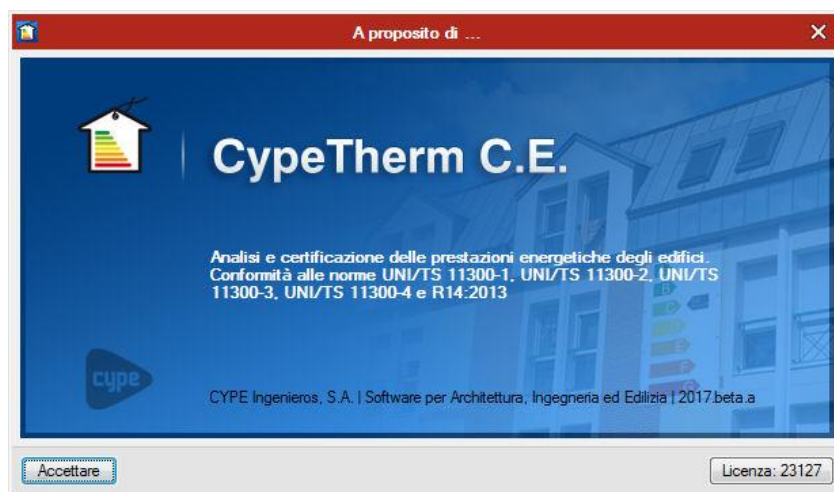 A proposito di ...
CypeTherm C.E.
Analisi e certificazione delle prestazioni energetiche degli edifici.
Conformità alle norme UNI/TS 11300-1, UNI/TS 11300-2, UNI/TS
11300-3, UNI/TS 11300-4 e R14:2013
B
C
D
E
F
G
cype
CYPE Ingenieros, S.A. | Software per Architettura, Ingegneria ed Edilizia | 2017.beta.a
Accettare
Licenza: 23127